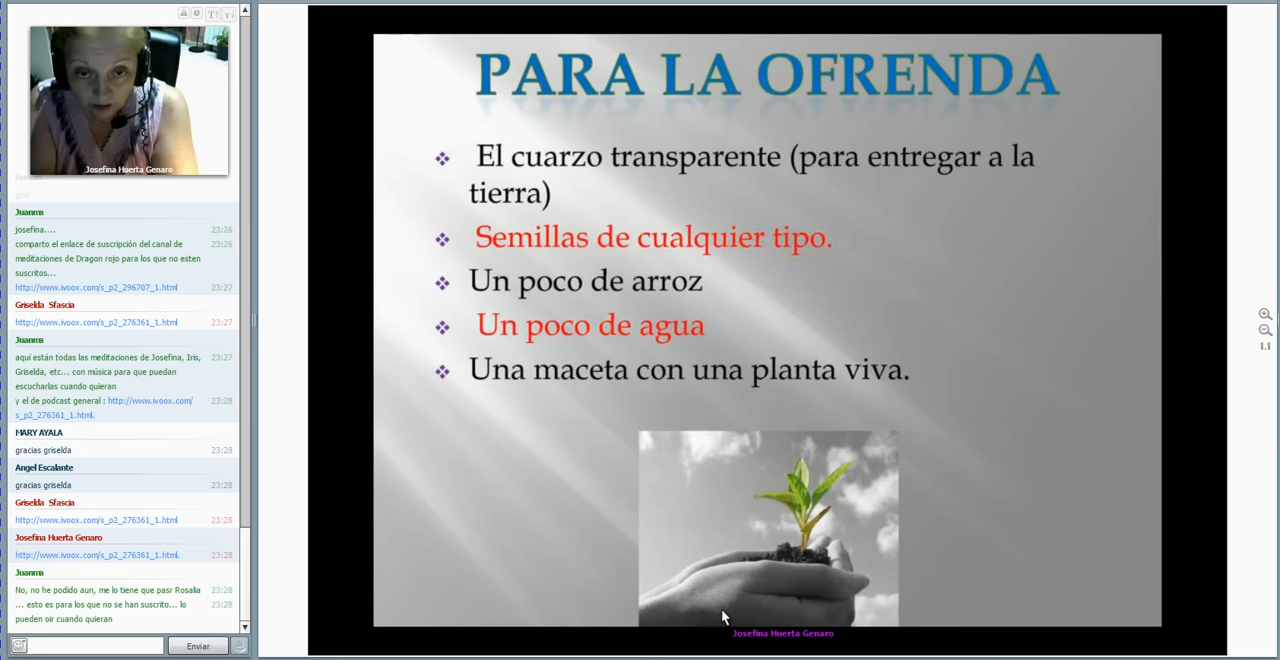 Josefina Huerta Genaro
Juanma
josefina.... 23:26
comparto el enlace de suscripción del canal de 23:26
meditaciones de Dragon rojo para los que no esten
suscritos...
http://www.ivoox.com/s_p2_296707_1.html 23:27
Griselda Sfascia
http://www.ivoox.com/s_p2_276361_1.html 23:27
Juanma
aquí están todas las meditaciones de Josefina, Iris, 23:27
Griselda, etc... con música para que puedan
escucharlas cuando quieran
y el de podcast general : http://www.ivoox.com/ 23:28
s_p2_276361_1.html.
MARY AYALA
gracias griselda 23:28
Angel Escalante
gracias griselda 23:28
Griselda Sfascia
http://www.ivoox.com/s_p2_276361_1.html 23:28
Josefina Huerta Genaro
http://www.ivoox.com/s_p2_276361_1.html. 23:28
Juanma
No, no he podido aun, me lo tiene que pasr Rosalia 23:28
... esto es para los que no se han suscrito... lo 23:28
pueden oir cuando quieran
Enviar
PARA LA OFRENDA
El cuarzo transparente (para entregar a la
tierra)
Semillas de cualquier tipo.
Un poco de arroz
Un poco de agua
Una maceta con una planta viva.
Josefina Huerta Genaro
1.1